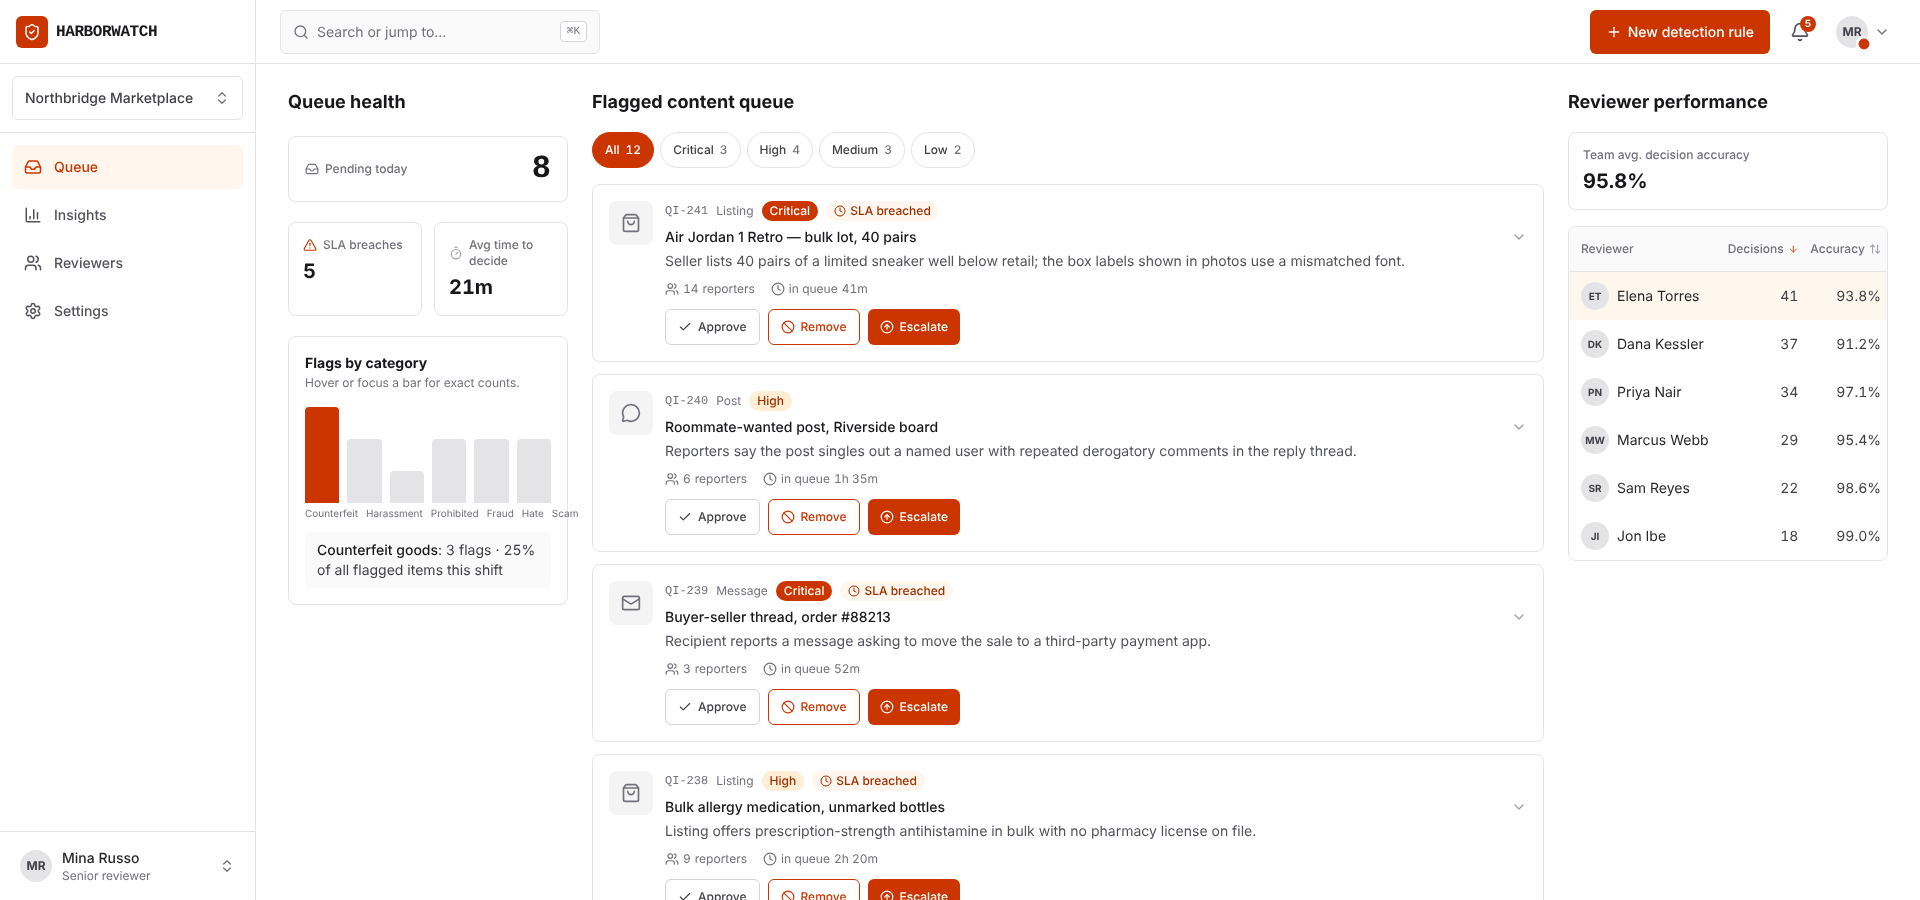 HARBORWATCH
Search or jump to...
⌘K
New detection rule
5
MR
Northbridge Marketplace
Queue
Insights
Reviewers
Settings
MR
Mina Russo
Senior reviewer
Queue health
Pending today
8
SLA breaches
5
Avg time to
decide
21m
Flags by category
Hover or focus a bar for exact counts.
Counterfeit Harassment Prohibited Fraud Hate Scam
Counterfeit goods: 3 flags · 25%
of all flagged items this shift
Flagged content queue
All 12
Critical 3
High 4
Medium 3
Low 2
QI-241 Listing Critical SLA breached
Air Jordan 1 Retro — bulk lot, 40 pairs
Seller lists 40 pairs of a limited sneaker well below retail; the box labels shown in photos use a mismatched font.
14 reporters in queue 41m
Approve Remove Escalate
QI-240 Post High
Roommate-wanted post, Riverside board
Reporters say the post singles out a named user with repeated derogatory comments in the reply thread.
6 reporters in queue 1h 35m
Approve Remove Escalate
QI-239 Message Critical SLA breached
Buyer-seller thread, order #88213
Recipient reports a message asking to move the sale to a third-party payment app.
3 reporters in queue 52m
Approve Remove Escalate
QI-238 Listing High SLA breached
Bulk allergy medication, unmarked bottles
Listing offers prescription-strength antihistamine in bulk with no pharmacy license on file.
9 reporters in queue 2h 20m
Approve Remove Escalate
Reviewer performance
Team avg. decision accuracy
95.8%
Reviewer Decisions Accuracy
ET Elena Torres 41 93.8%
DK Dana Kessler 37 91.2%
PN Priya Nair 34 97.1%
MW Marcus Webb 29 95.4%
SR Sam Reyes 22 98.6%
JI Jon Ibe 18 99.0%